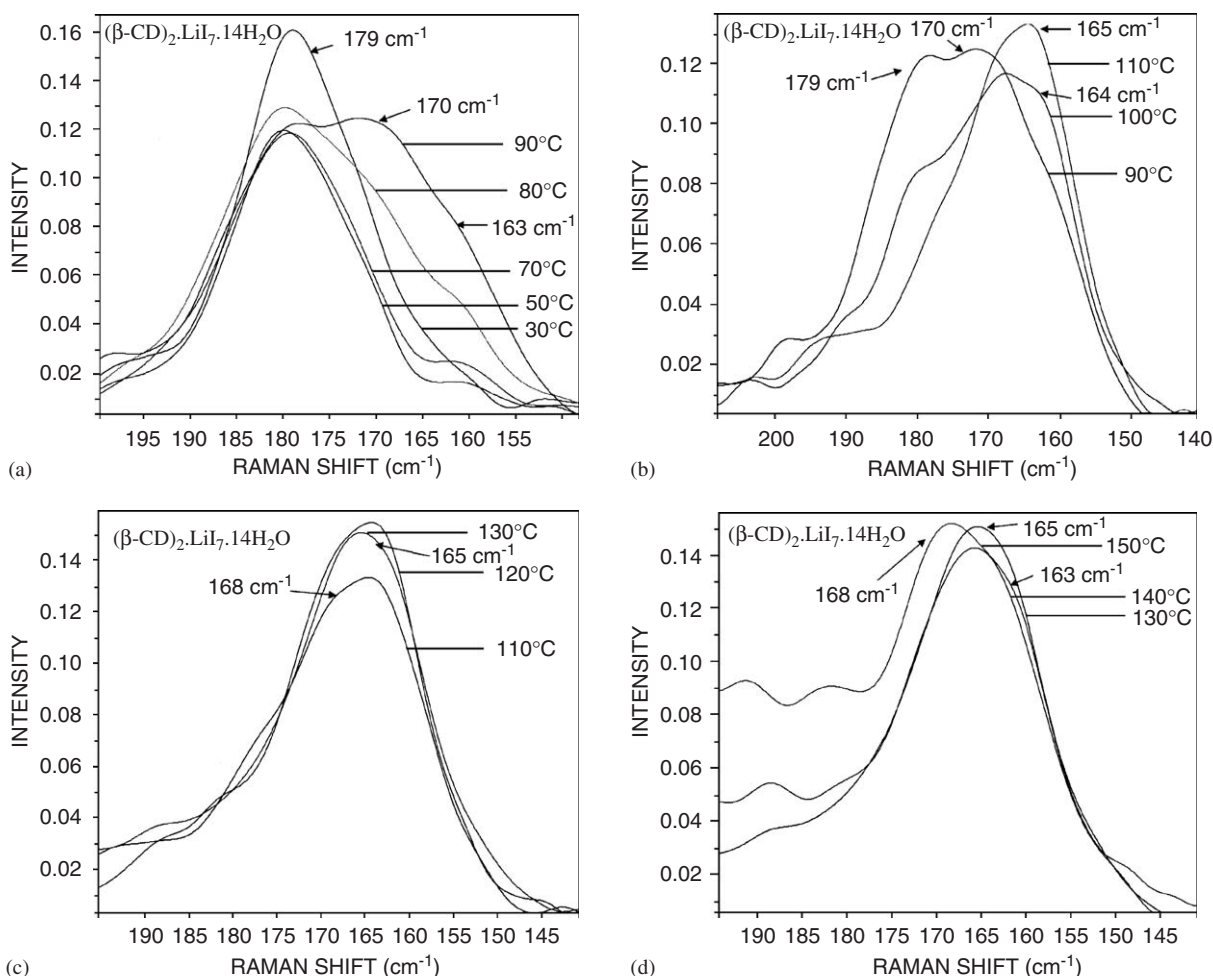 (β-CD)₂.LiI₇.14H₂O
179 cm⁻¹
170 cm⁻¹
90°C
80°C
163 cm⁻¹
70°C
50°C
30°C
0.16
0.14
0.12
0.10
0.08
0.06
0.04
0.02
INTENSITY
195 190 185 180 175 170 165 160 155
RAMAN SHIFT (cm⁻¹)
(a)
(β-CD)₂.LiI₇.14H₂O
170 cm⁻¹
165 cm⁻¹
179 cm⁻¹
110°C
164 cm⁻¹
100°C
90°C
0.12
0.10
0.08
0.06
0.04
0.02
INTENSITY
200 190 180 170 160 150 140
RAMAN SHIFT (cm⁻¹)
(b)
(β-CD)₂.LiI₇.14H₂O
130°C
165 cm⁻¹
120°C
168 cm⁻¹
110°C
0.14
0.12
0.10
0.08
0.06
0.04
0.02
INTENSITY
190 185 180 175 170 165 160 155 150 145
RAMAN SHIFT (cm⁻¹)
(c)
(β-CD)₂.LiI₇.14H₂O
165 cm⁻¹
150°C
163 cm⁻¹
168 cm⁻¹
140°C
130°C
0.14
0.12
0.10
0.08
0.06
0.04
0.02
INTENSITY
190 185 180 175 170 165 160 155 150 145
RAMAN SHIFT (cm⁻¹)
(d)